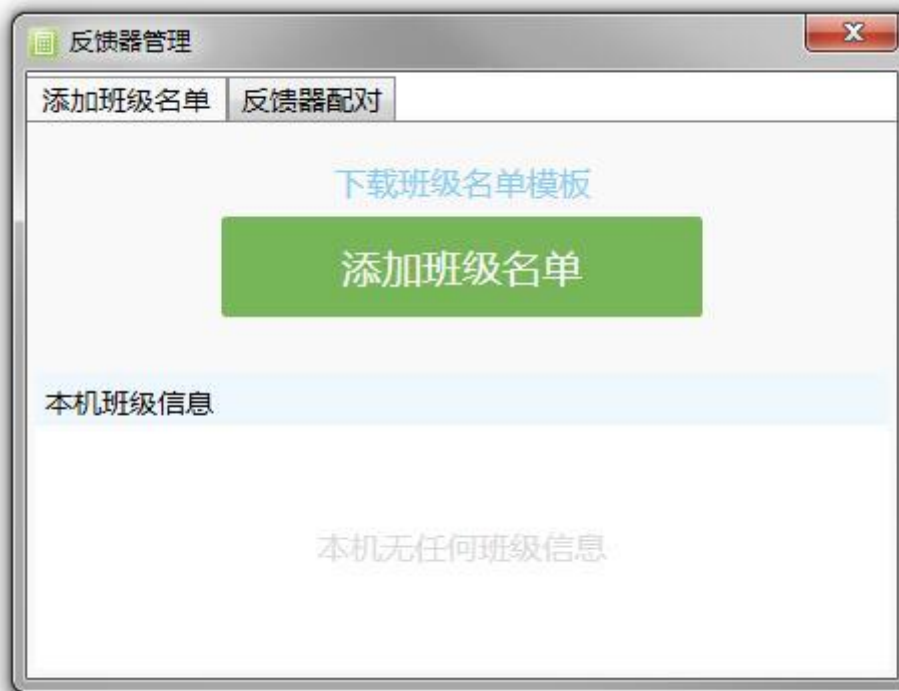 反馈器管理
添加班级名单 反馈器配对
下载班级名单模板
添加班级名单
本机班级信息
本机无任何班级信息